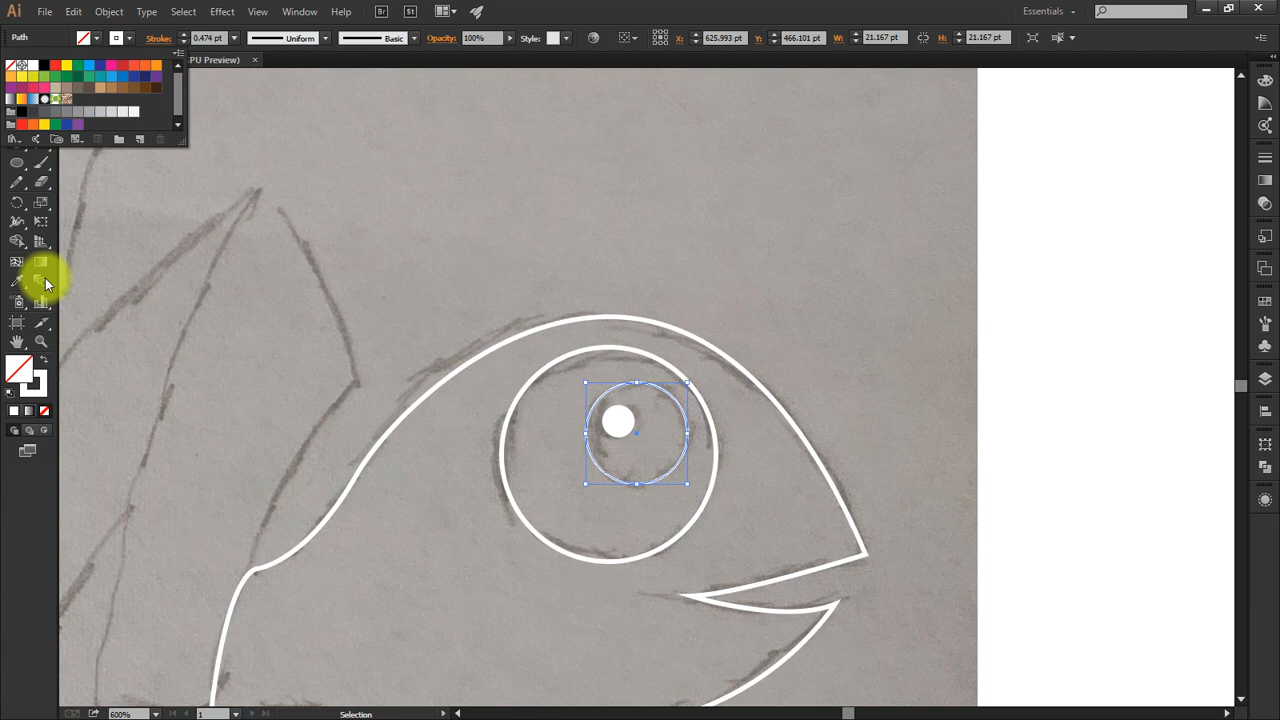 Ai File Edit Object Type Select Effect View Window Help Br St Essentials
Path Stroke: 0.474 pt Uniform Basic Opacity: 100% Style: X: 625.993 pt Y: 466.101 pt W: 21.167 pt H: 21.167 pt
PU Preview) ×
600% 1 Selection